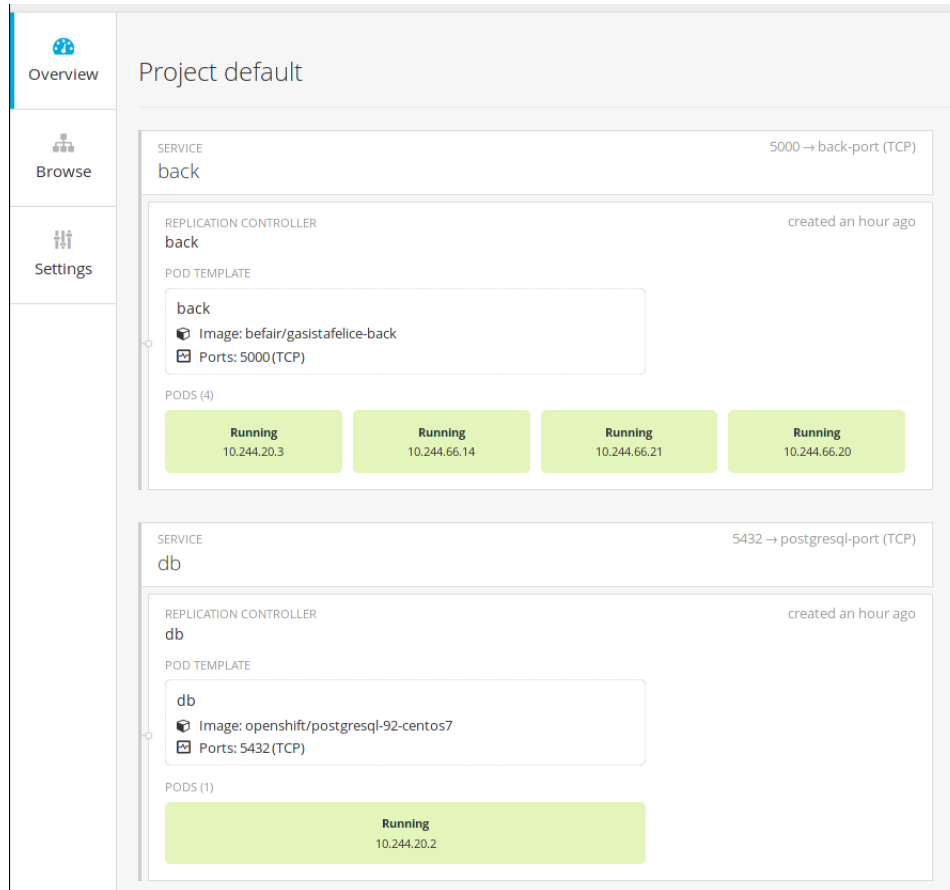 Overview
Browse
Settings
Project default
SERVICE
5000 → back-port (TCP)
back
REPLICATION CONTROLLER
created an hour ago
back
POD TEMPLATE
back
Image: befair/gasistafelice-back
Ports: 5000 (TCP)
PODS (4)
Running
10.244.20.3
Running
10.244.66.14
Running
10.244.66.21
Running
10.244.66.20
SERVICE
5432 → postgresql-port (TCP)
db
REPLICATION CONTROLLER
created an hour ago
db
POD TEMPLATE
db
Image: openshift/postgresql-92-centos7
Ports: 5432 (TCP)
PODS (1)
Running
10.244.20.2